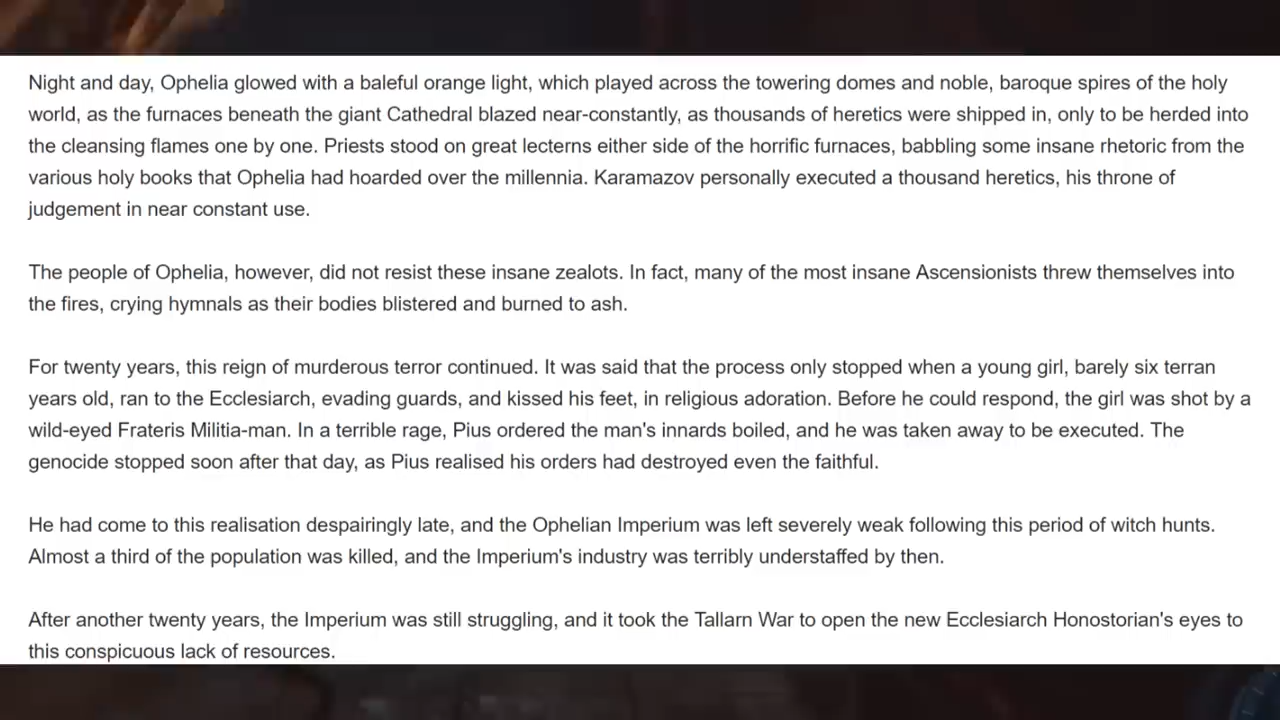 Night and day, Ophelia glowed with a baleful orange light, which played across the towering domes and noble, baroque spires of the holy
world, as the furnaces beneath the giant Cathedral blazed near-constantly, as thousands of heretics were shipped in, only to be herded into
the cleansing flames one by one. Priests stood on great lecterns either side of the horrific furnaces, babbling some insane rhetoric from the
various holy books that Ophelia had hoarded over the millennia. Karamazov personally executed a thousand heretics, his throne of
judgement in near constant use.
The people of Ophelia, however, did not resist these insane zealots. In fact, many of the most insane Ascensionists threw themselves into
the fires, crying hymnals as their bodies blistered and burned to ash.
For twenty years, this reign of murderous terror continued. It was said that the process only stopped when a young girl, barely six terran
years old, ran to the Ecclesiarch, evading guards, and kissed his feet, in religious adoration. Before he could respond, the girl was shot by a
wild-eyed Frateris Militia-man. In a terrible rage, Pius ordered the man's innards boiled, and he was taken away to be executed. The
genocide stopped soon after that day, as Pius realised his orders had destroyed even the faithful.
He had come to this realisation despairingly late, and the Ophelian Imperium was left severely weak following this period of witch hunts.
Almost a third of the population was killed, and the Imperium's industry was terribly understaffed by then.
After another twenty years, the Imperium was still struggling, and it took the Tallarn War to open the new Ecclesiarch Honostorian's eyes to
this conspicuous lack of resources.